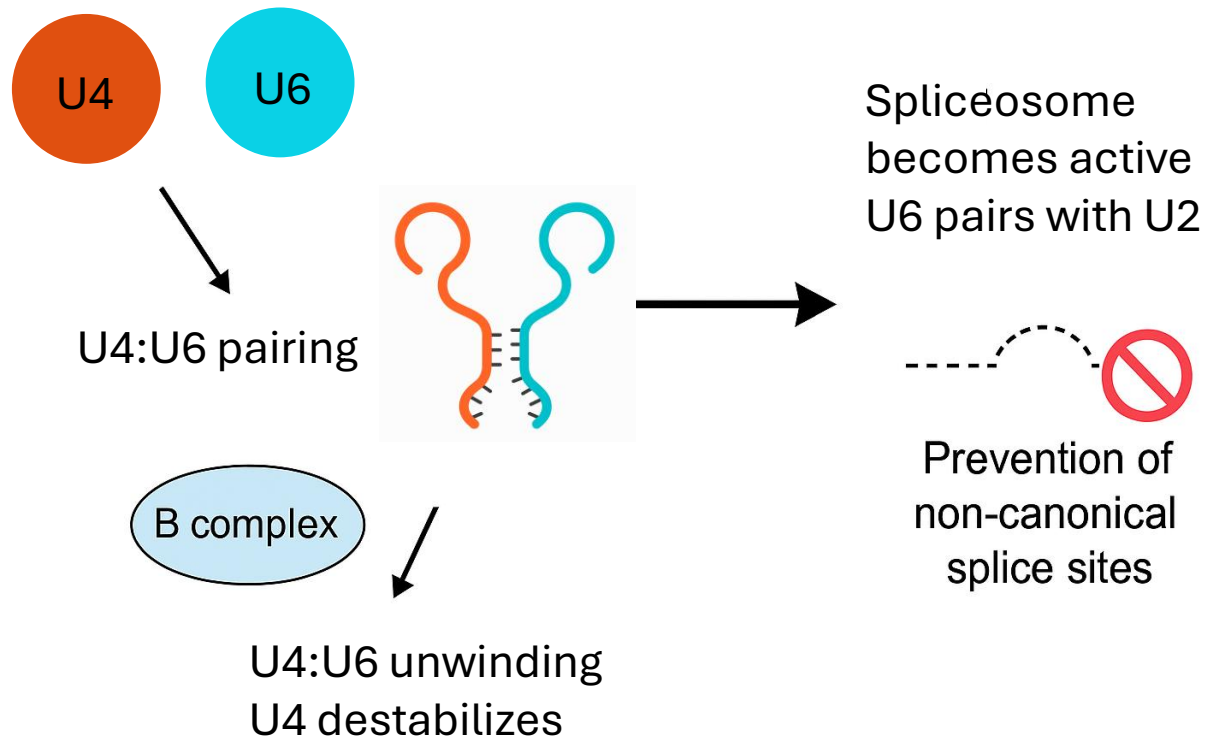 U4
U6
U4:U6 pairing
B complex
U4:U6 unwinding
U4 destabilizes
Spliceosome
becomes active
U6 pairs with U2
Prevention of
non-canonical
splice sites